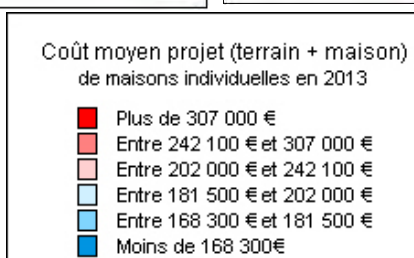 Coût moyen projet (terrain + maison)
de maisons individuelles en 2013
Plus de 307 000 €
Entre 242 100 € et 307 000 €
Entre 202 000 € et 242 100 €
Entre 181 500 € et 202 000 €
Entre 168 300 € et 181 500 €
Moins de 168 300€